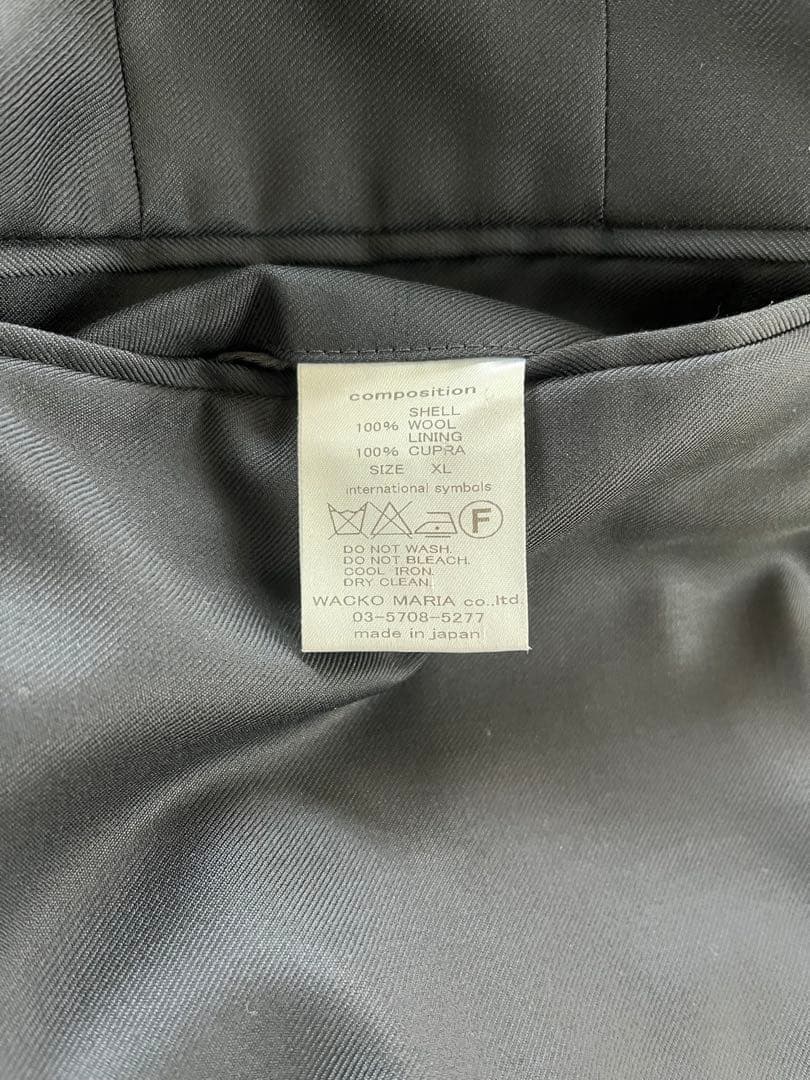 composition
SHELL
100% WOOL
LINING
100% CUPRA
SIZE XL
international symbols
F
DO NOT WASH.
DO NOT BLEACH.
COOL IRON.
DRY CLEAN.
WACKO MARIA co.,ltd.
03-5708-5277
made in japan